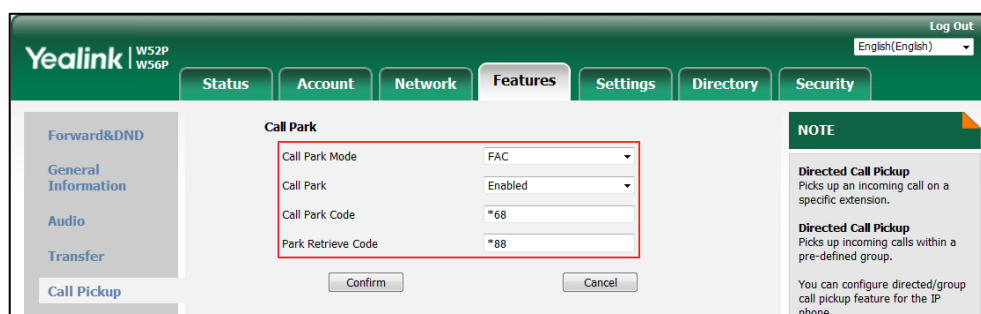 Log Out
English(English)
Yealink | W52P
W56P
Status Account Network Features Settings Directory Security
Forward&DND
General
Information
Audio
Transfer
Call Pickup
Call Park
Call Park Mode FAC
Call Park Enabled
Call Park Code *68
Park Retrieve Code *88
Confirm Cancel
NOTE
Directed Call Pickup
Picks up an incoming call on a
specific extension.
Directed Call Pickup
Picks up incoming calls within a
pre-defined group.
You can configure directed/group
call pickup feature for the IP
phone